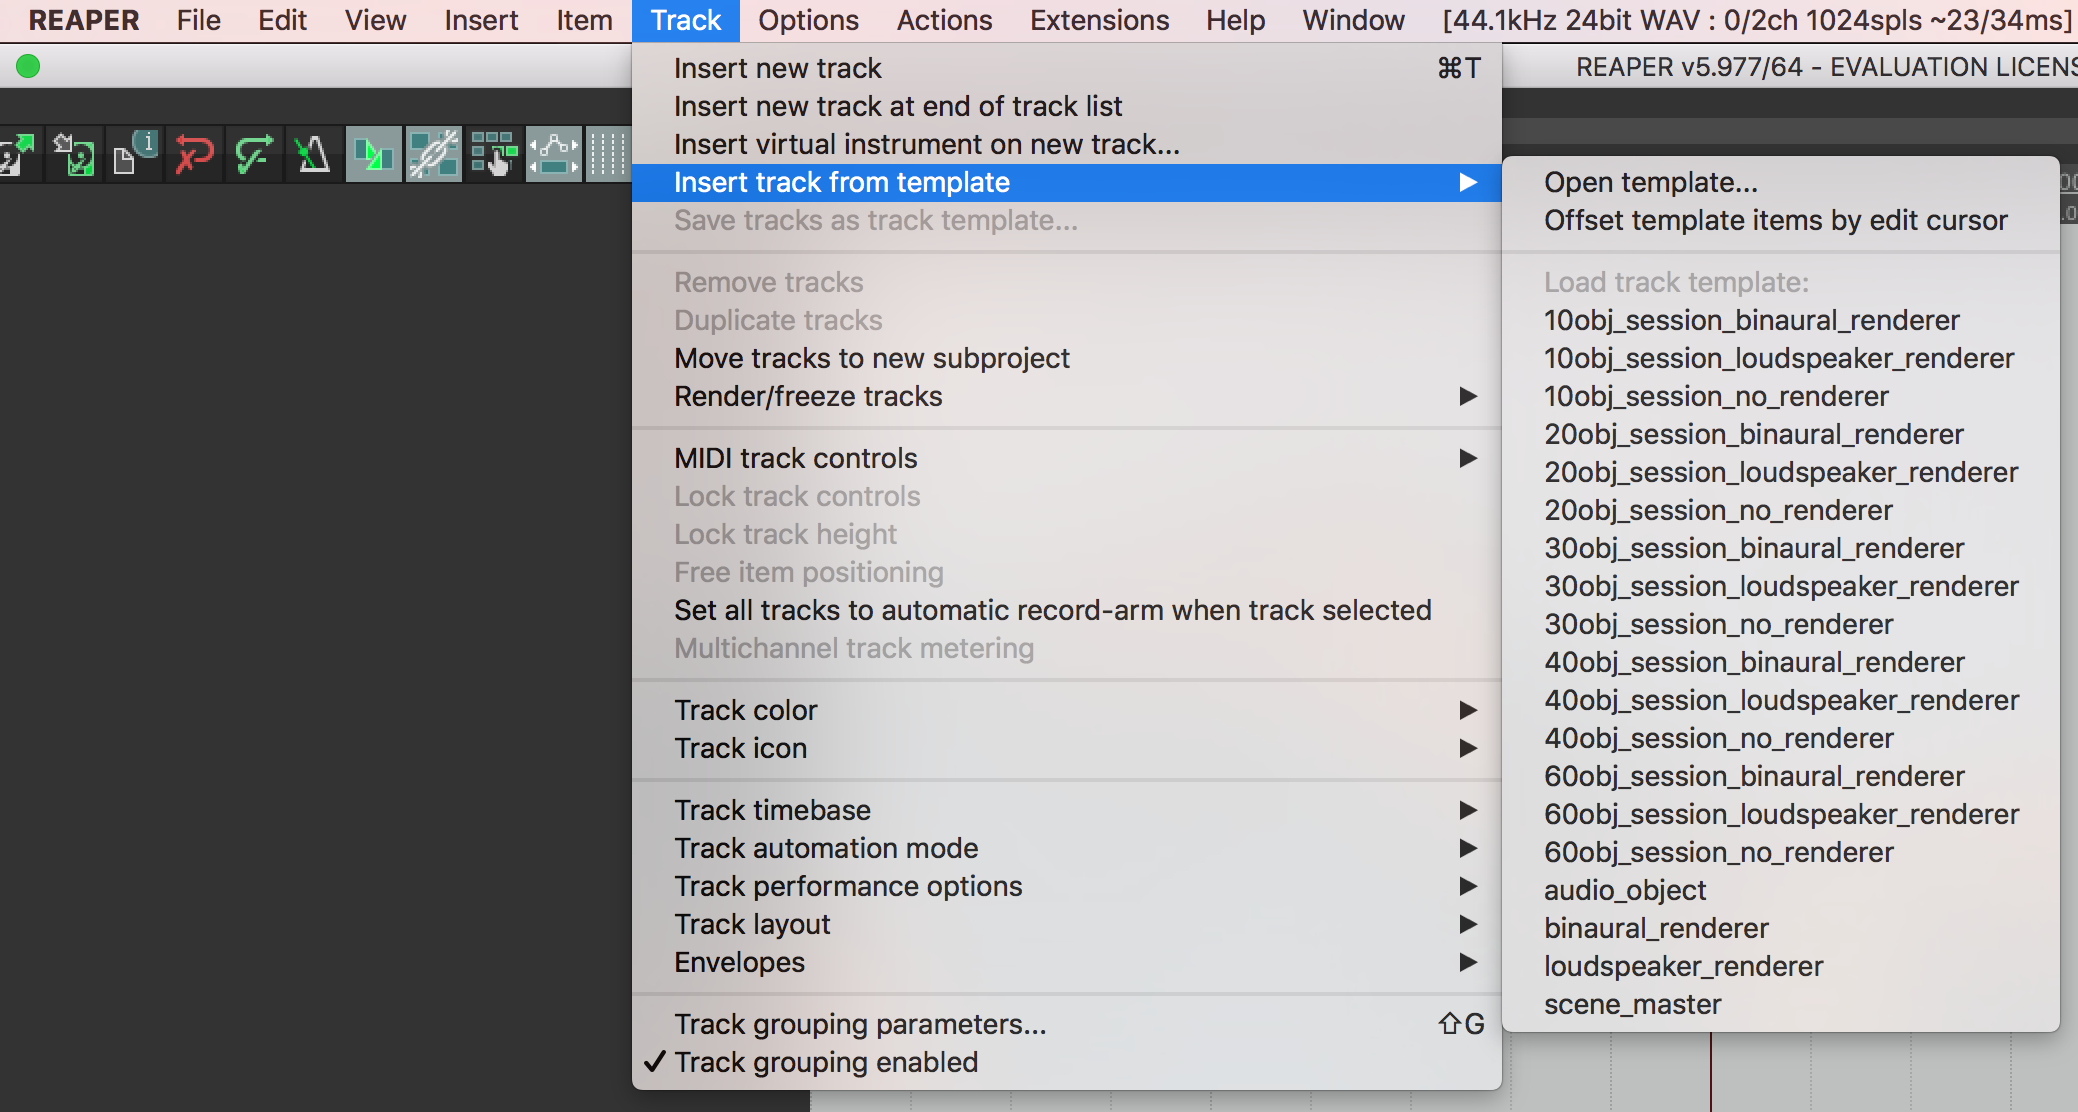 REAPER File Edit View Insert Item Track Options Actions Extensions Help Window [44.1kHz 24bit WAV : 0/2ch 1024spls ~23/34ms]
REAPER v5.977/64 - EVALUATION
Insert new track ⌘T
Insert new track at end of track list
Insert virtual instrument on new track...
Insert track from template
Save tracks as track template...
Remove tracks
Duplicate tracks
Move tracks to new subproject
Render/freeze tracks
MIDI track controls
Lock track controls
Lock track height
Free item positioning
Set all tracks to automatic record-arm when track selected
Multichannel track metering
Track color
Track icon
Track timebase
Track automation mode
Track performance options
Track layout
Envelopes
Track grouping parameters... ⇧G
✓ Track grouping enabled
Open template...
Offset template items by edit cursor
Load track template:
10obj_session_binaural_renderer
10obj_session_loudspeaker_renderer
10obj_session_no_renderer
20obj_session_binaural_renderer
20obj_session_loudspeaker_renderer
20obj_session_no_renderer
30obj_session_binaural_renderer
30obj_session_loudspeaker_renderer
30obj_session_no_renderer
40obj_session_binaural_renderer
40obj_session_loudspeaker_renderer
40obj_session_no_renderer
60obj_session_binaural_renderer
60obj_session_loudspeaker_renderer
60obj_session_no_renderer
audio_object
binaural_renderer
loudspeaker_renderer
scene_master